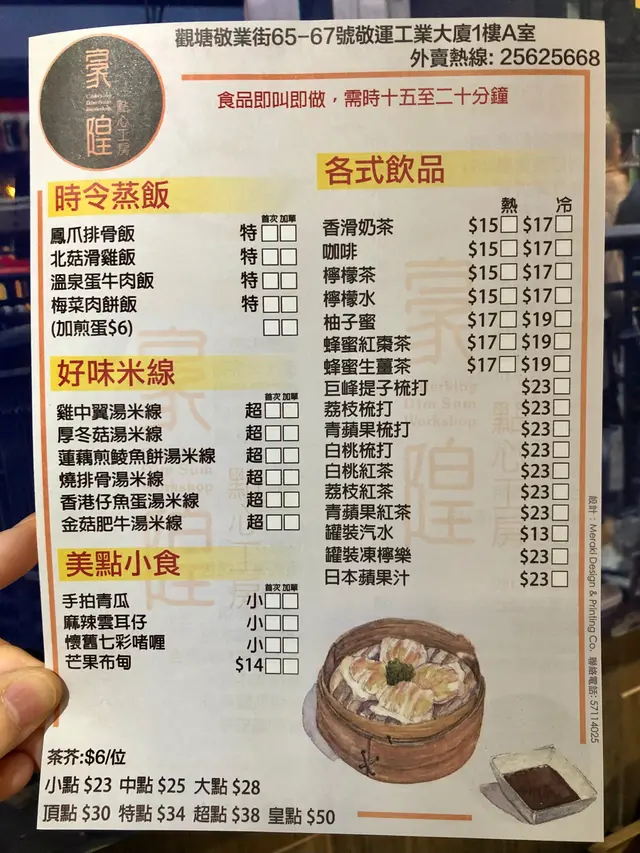 觀塘敬業街65-67號敬運工業大廈1樓A室
外賣熱線: 25625668
豪隍
點心工房
食品即叫即做，需時十五至二十分鐘
時令蒸飯
首次 加單
鳳爪排骨飯 特
北菇滑雞飯 特
溫泉蛋牛肉飯 特
梅菜肉餅飯 特
(加煎蛋$6)
好味米線
首次 加單
雞中翼湯米線 超
厚冬菇湯米線 超
蓮藕煎鯪魚餅湯米線 超
燒排骨湯米線 超
香港仔魚蛋湯米線 超
金菇肥牛湯米線 超
美點小食
首次 加單
手拍青瓜 小
麻辣雲耳仔 小
懷舊七彩啫喱 小
芒果布甸 $14
各式飲品
熱 冷
香滑奶茶 $15 $17
咖啡 $15 $17
檸檬茶 $15 $17
檸檬水 $15 $17
柚子蜜 $17 $19
蜂蜜紅棗茶 $17 $19
蜂蜜生薑茶 $17 $19
巨峰提子梳打 $23
荔枝梳打 $23
青蘋果梳打 $23
白桃梳打 $23
白桃紅茶 $23
荔枝紅茶 $23
青蘋果紅茶 $23
罐裝汽水 $13
罐裝凍檸樂 $23
日本蘋果汁 $23
茶芥:$6/位
小點 $23 中點 $25 大點 $28
頂點 $30 特點 $34 超點 $38 皇點 $50
設計：Meraki Design & Printing Co. 聯絡電話: 57114025